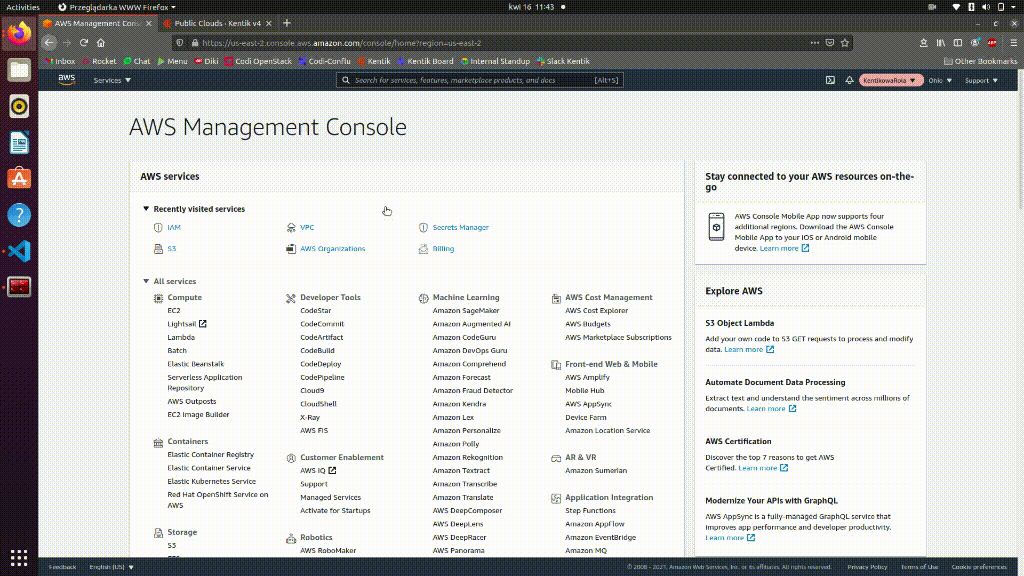 Activities
Przeglądarka WWW Firefox
kwi 16 11:43
AWS Management Cons
Public Clouds · Kentik v4
https://us-east-2.console.aws.amazon.com/console/home?region=us-east-2
Inbox
Rocket
Chat
Menu
Diki
Codi OpenStack
Codi-Conflu
Kentik
Kentik Board
Internal Standup
Slack Kentik
Other Bookmarks
aws
Services
Search for services, features, marketplace products, and docs
[Alt+S]
KentikowaRola
Ohio
Support
AWS Management Console
AWS services
Recently visited services
IAM
VPC
Secrets Manager
S3
AWS Organizations
Billing
All services
Compute
EC2
Lightsail
Lambda
Batch
Elastic Beanstalk
Serverless Application
Repository
AWS Outposts
EC2 Image Builder
Containers
Elastic Container Registry
Elastic Container Service
Elastic Kubernetes Service
Red Hat OpenShift Service on
AWS
Storage
S3
Developer Tools
CodeStar
CodeCommit
CodeArtifact
CodeBuild
CodeDeploy
CodePipeline
Cloud9
CloudShell
X-Ray
AWS FIS
Customer Enablement
AWS IQ
Support
Managed Services
Activate for Startups
Robotics
AWS RoboMaker
Machine Learning
Amazon SageMaker
Amazon Augmented AI
Amazon CodeGuru
Amazon DevOps Guru
Amazon Comprehend
Amazon Forecast
Amazon Fraud Detector
Amazon Kendra
Amazon Lex
Amazon Personalize
Amazon Polly
Amazon Rekognition
Amazon Textract
Amazon Transcribe
Amazon Translate
AWS DeepComposer
AWS DeepLens
AWS DeepRacer
AWS Panorama
AWS Cost Management
AWS Cost Explorer
AWS Budgets
AWS Marketplace Subscriptions
Front-end Web & Mobile
AWS Amplify
Mobile Hub
AWS AppSync
Device Farm
Amazon Location Service
AR & VR
Amazon Sumerian
Application Integration
Step Functions
Amazon AppFlow
Amazon EventBridge
Amazon MQ
Stay connected to your AWS resources on-the-
go
AWS Console Mobile App now supports four
additional regions. Download the AWS Console
Mobile App to your iOS or Android mobile
device. Learn more
Explore AWS
S3 Object Lambda
Add your own code to S3 GET requests to process and modify
data. Learn more
Automate Document Data Processing
Extract text and understand the sentiment across millions of
documents. Learn more
AWS Certification
Discover the top 7 reasons to get AWS
Certified. Learn more
Modernize Your APIs with GraphQL
AWS AppSync is a fully-managed GraphQL service that
improves app performance and developer productivity.
Learn more
Feedback
English (US)
© 2008 - 2021, Amazon Web Services, Inc. or its affiliates. All rights reserved.
Privacy Policy
Terms of Use
Cookie preferences